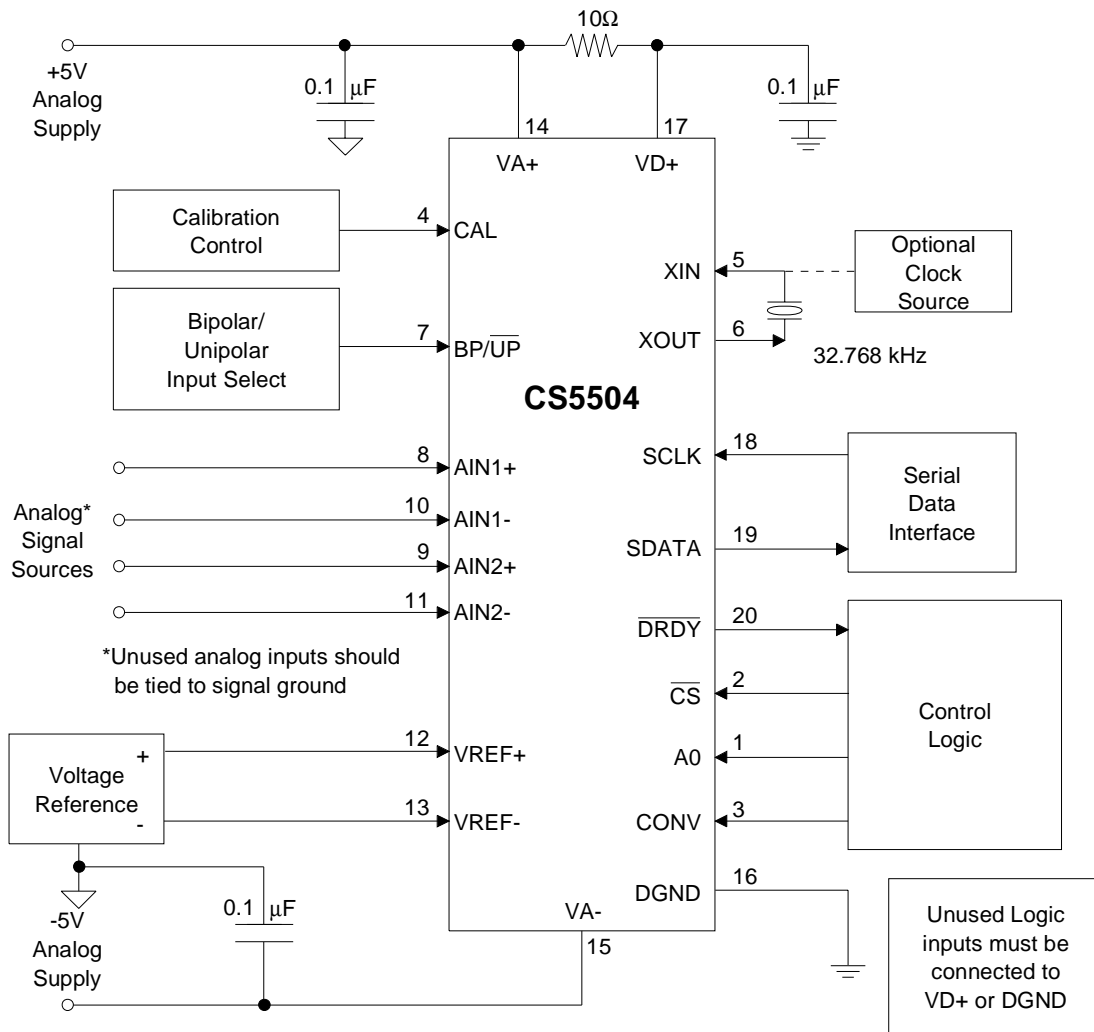 10Ω
+5V
Analog
Supply
0.1 µF
0.1 µF
14
17
VA+
VD+
Calibration
Control
4
CAL
Optional
Clock
Source
5
XIN
Bipolar/
Unipolar
Input Select
7
BP/U̅P̅
6
XOUT
32.768 kHz
CS5504
8
AIN1+
18
SCLK
Serial
Data
Interface
10
AIN1-
Analog*
Signal
Sources
9
AIN2+
19
SDATA
11
AIN2-
20
D̅R̅D̅Y̅
*Unused analog inputs should
be tied to signal ground
2
C̅S̅
Control
Logic
12
VREF+
1
A0
+
Voltage
Reference
-
13
VREF-
3
CONV
16
DGND
-5V
Analog
Supply
0.1 µF
VA-
15
Unused Logic
inputs must be
connected to
VD+ or DGND